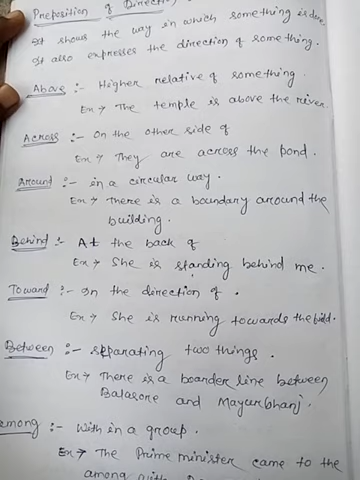 Preposition of Direction
It shows the way in which something is done.
It also expresses the direction of something.
Above :- Higher relative of something.
Ex → The temple is above the river.
Across :- On the other side of
Ex → They are across the pond.
Around :- in a circular way.
Ex → There is a boundary around the
building.
Behind :- At the back of
Ex → She is standing behind me.
Toward :- In the direction of.
Ex → She is running towards the field.
Between :- separating two things.
Ex → There is a boarder line between
Balasore and Mayurbhanj.
among :- With in a group.
Ex → The Prime minister came to the
among with